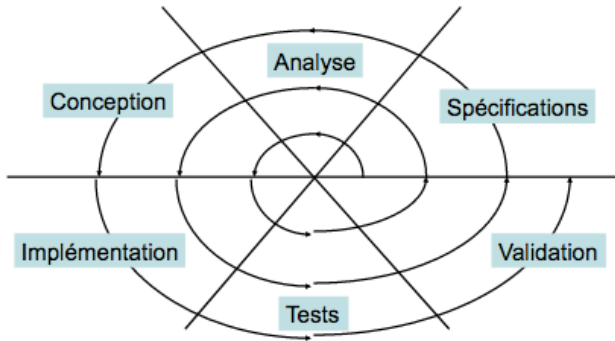 Analyse
Conception
Spécifications
Implémentation
Validation
Tests